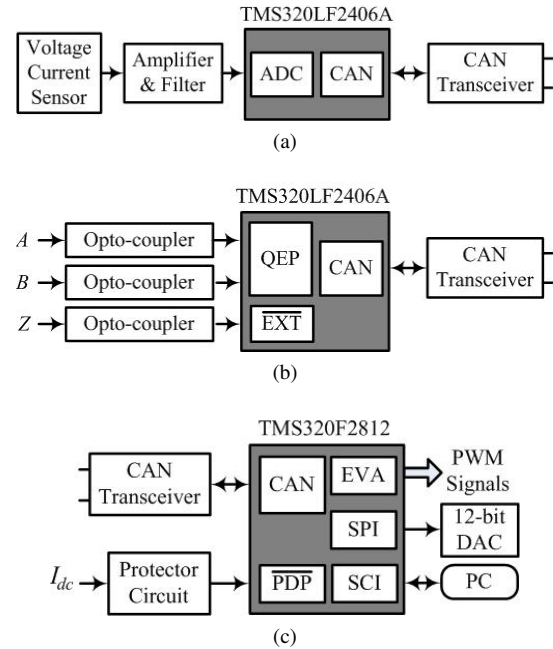 TMS320LF2406A
Voltage
Current
Sensor
Amplifier
& Filter
ADC
CAN
CAN
Transceiver
(a)
TMS320LF2406A
A
Opto-coupler
B
Opto-coupler
Z
Opto-coupler
QEP
CAN
EXT
CAN
Transceiver
(b)
TMS320F2812
CAN
Transceiver
CAN
EVA
PWM
Signals
SPI
12-bit
DAC
Idc
Protector
Circuit
PDP
SCI
PC
(c)